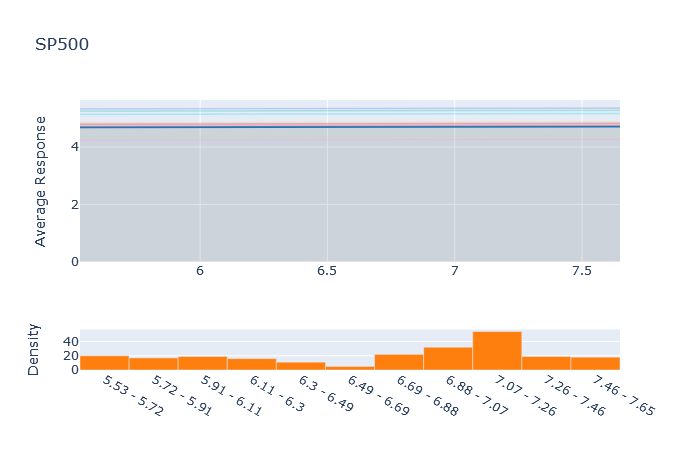 SP500
Average Response
4
2
0
6
6.5
7
7.5
Density
40
20
0
5.53 - 5.72
5.72 - 5.91
5.91 - 6.11
6.11 - 6.3
6.3 - 6.49
6.49 - 6.69
6.69 - 6.88
6.88 - 7.07
7.07 - 7.26
7.26 - 7.46
7.46 - 7.65